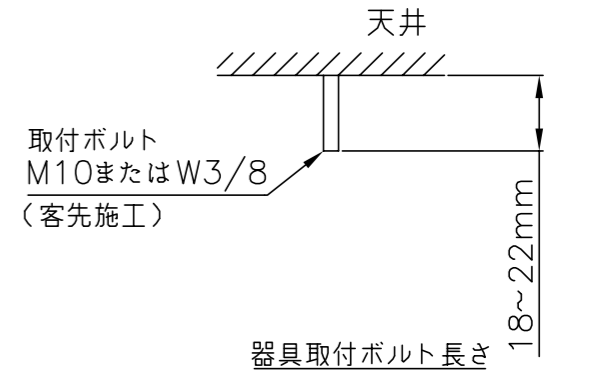 天井
取付ボルト
M10またはW3/8
（客先施工）
18~22mm
器具取付ボルト長さ